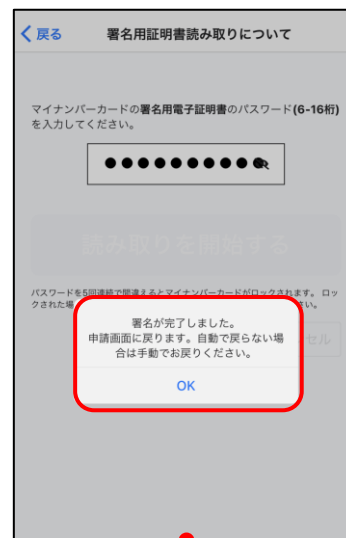 戻る 署名用証明書読み取りについて
マイナンバーカードの署名用電子証明書のパスワード(6-16桁)
を入力してください。
読み取りを開始する
パスワードを5回連続で間違えるとマイナンバーカードがロックされます。 ロッ
クされた場
さい。
セル
署名が完了しました。
申請画面に戻ります。自動で戻らない場
合は手動でお戻りください。
OK